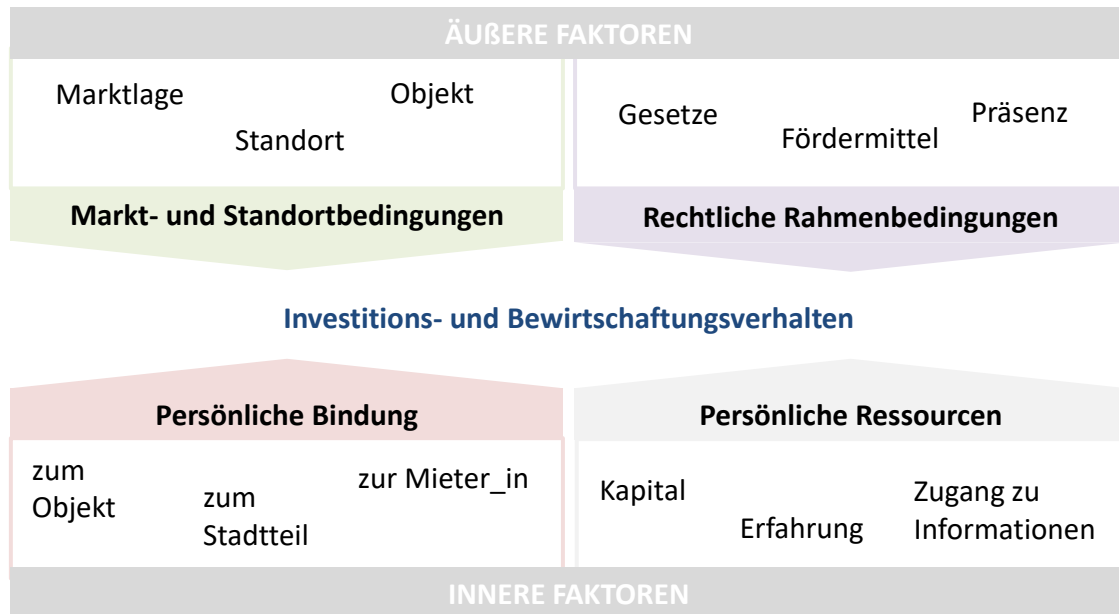 ÄUßERE FAKTOREN
Marktlage
Objekt
Standort
Markt- und Standortbedingungen
Gesetze
Präsenz
Fördermittel
Rechtliche Rahmenbedingungen
Investitions- und Bewirtschaftungsverhalten
Persönliche Bindung
zum
Objekt
zum
Stadtteil
zur Mieter_in
Persönliche Ressourcen
Kapital
Erfahrung
Zugang zu
Informationen
INNERE FAKTOREN